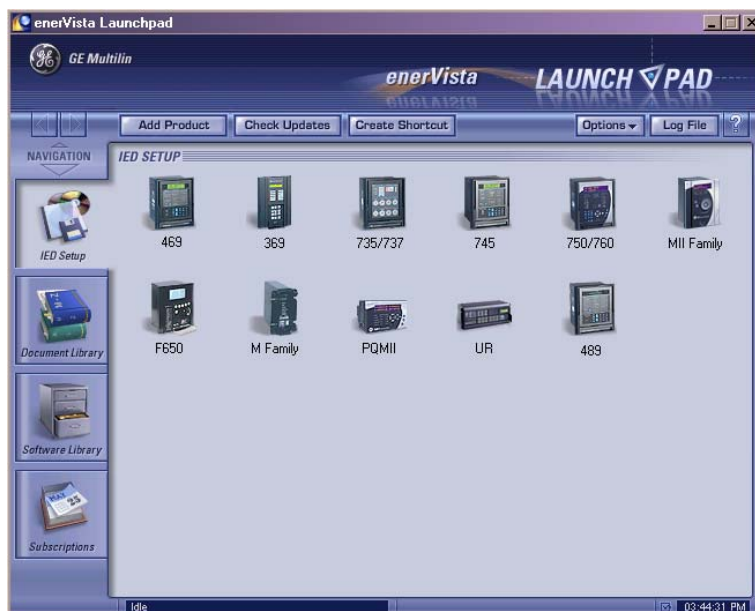 enerVista Launchpad
GE Multilin
enerVista LAUNCH PAD
Add Product Check Updates Create Shortcut Options Log File ?
NAVIGATION
IED SETUP
IED Setup
469 369 735/737 745 750/760 MII Family
F650 M Family PQMII UR 489
Document Library
Software Library
Subscriptions
Idle 03:44:31 PM